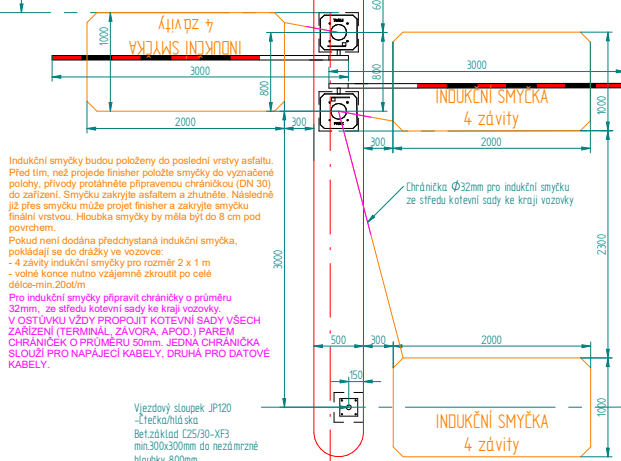 60
1000
INDUKČNÍ SMYČKA
4 závity
3000
800
2000
300
800
3000
INDUKČNÍ SMYČKA
4 závity
1000
300
2000
Indukční smyčky budou položeny do poslední vrstvy asfaltu.
Před tím, než projede finisher položte smyčky do vyznačené
polohy, přívody protáhněte připravenou chráničkou (DN 30)
do zařízení. Smyčku zakryjte asfaltem a zhutněte. Následně
již přes smyčku může projet finisher a zakryjte smyčku
finální vrstvou. Hloubka smyčky by měla být do 8 cm pod
povrchem.
Pokud není dodána předchystaná indukční smyčka,
pokládají se do drážky ve vozovce:
- 4 závity indukční smyčky pro rozměr 2 x 1 m
- volné konce nutno vzájemně zkroutit po celé
délce-min.20ot/m
Pro indukční smyčky připravit chráničky o průměru
32mm, ze středu kotevní sady ke kraji vozovky.
V OSTŮVKU VŽDY PROPOJIT KOTEVNÍ SADY VŠECH
ZAŘÍZENÍ (TERMINÁL, ZÁVORA, APOD.) PAREM
CHRÁNIČEK O PRŮMĚRU 50mm. JEDNA CHRÁNIČKA
SLOUŽÍ PRO NAPÁJECÍ KABELY, DRUHÁ PRO DATOVÉ
KABELY.
Chránička Ø32mm pro indukční smyčku
ze středu kotevní sady ke kraji vozovky
3000
2300
500
300
2000
150
Vjezdový sloupek JP120
-Čtečka/hláska
Bet.základ C25/30-XF3
min.300x300mm do nezámrzné
hloubky 800mm
INDUKČNÍ SMYČKA
4 závity
1000